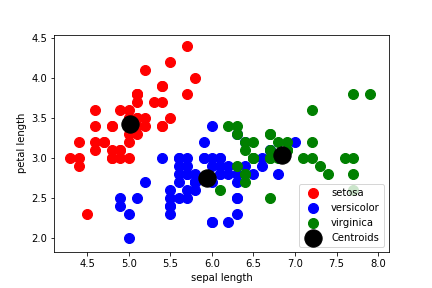 4.5
4.0
3.5
3.0
2.5
2.0
petal length
setosa
versicolor
virginica
Centroids
4.5 5.0 5.5 6.0 6.5 7.0 7.5 8.0
sepal length